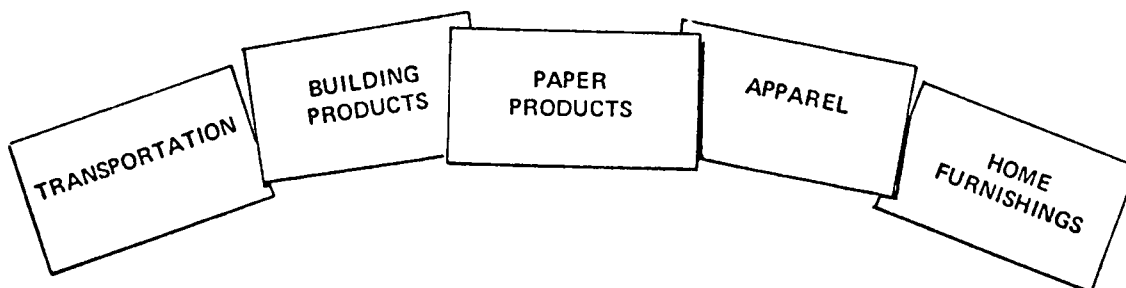 TRANSPORTATION
BUILDING
PRODUCTS
PAPER
PRODUCTS
APPAREL
HOME
FURNISHINGS